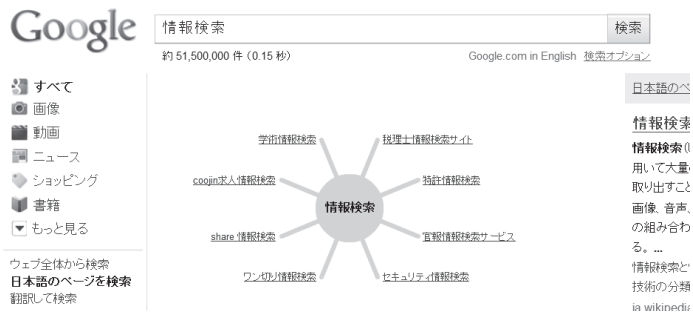 Google
情報検索
検索
約 51,500,000 件 (0.15 秒)
Google.com in English 検索オプション
すべて
画像
動画
ニュース
ショッピング
書籍
もっと見る
ウェブ全体から検索
日本語のページを検索
翻訳して検索
学術情報検索
税理士情報検索サイト
coojin求人情報検索
特許情報検索
情報検索
share 情報検索
官報情報検索サービス
ワン切り情報検索
セキュリティ情報検索
日本語のペ
情報検索
情報検索
用いて大量
取り出すこと
画像、音声、
の組み合わ
る。...
情報検索と
技術の分類
ja.wikipedia